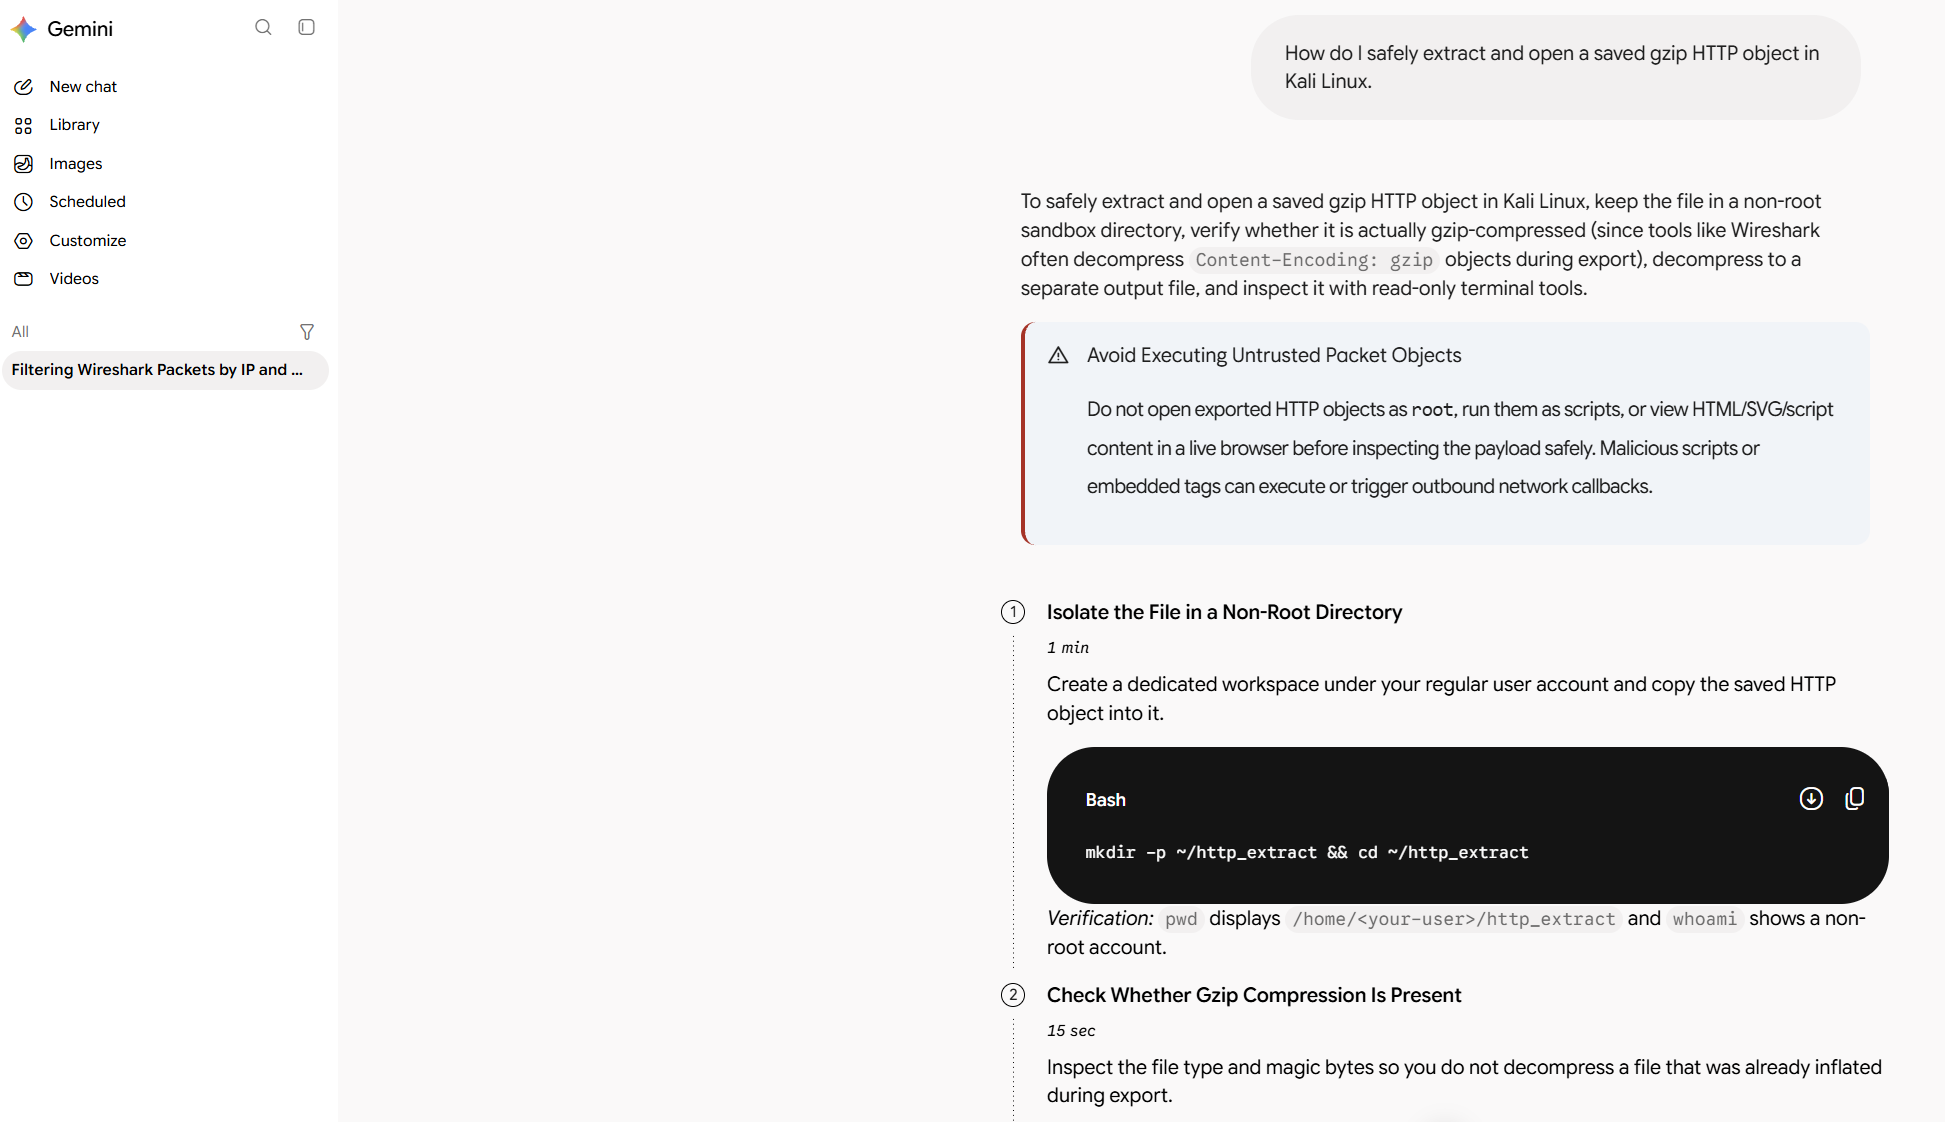 Gemini
New chat
Library
Images
Scheduled
Customize
Videos
All
Filtering Wireshark Packets by IP and ...
How do I safely extract and open a saved gzip HTTP object in
Kali Linux.
To safely extract and open a saved gzip HTTP object in Kali Linux, keep the file in a non-root
sandbox directory, verify whether it is actually gzip-compressed (since tools like Wireshark
often decompress Content-Encoding: gzip objects during export), decompress to a
separate output file, and inspect it with read-only terminal tools.
Avoid Executing Untrusted Packet Objects
Do not open exported HTTP objects as root, run them as scripts, or view HTML/SVG/script
content in a live browser before inspecting the payload safely. Malicious scripts or
embedded tags can execute or trigger outbound network callbacks.
1 Isolate the File in a Non-Root Directory
1 min
Create a dedicated workspace under your regular user account and copy the saved HTTP
object into it.
Bash
mkdir -p ~/http_extract && cd ~/http_extract
Verification: pwd displays /home/<your-user>/http_extract and whoami shows a non-
root account.
2 Check Whether Gzip Compression Is Present
15 sec
Inspect the file type and magic bytes so you do not decompress a file that was already inflated
during export.